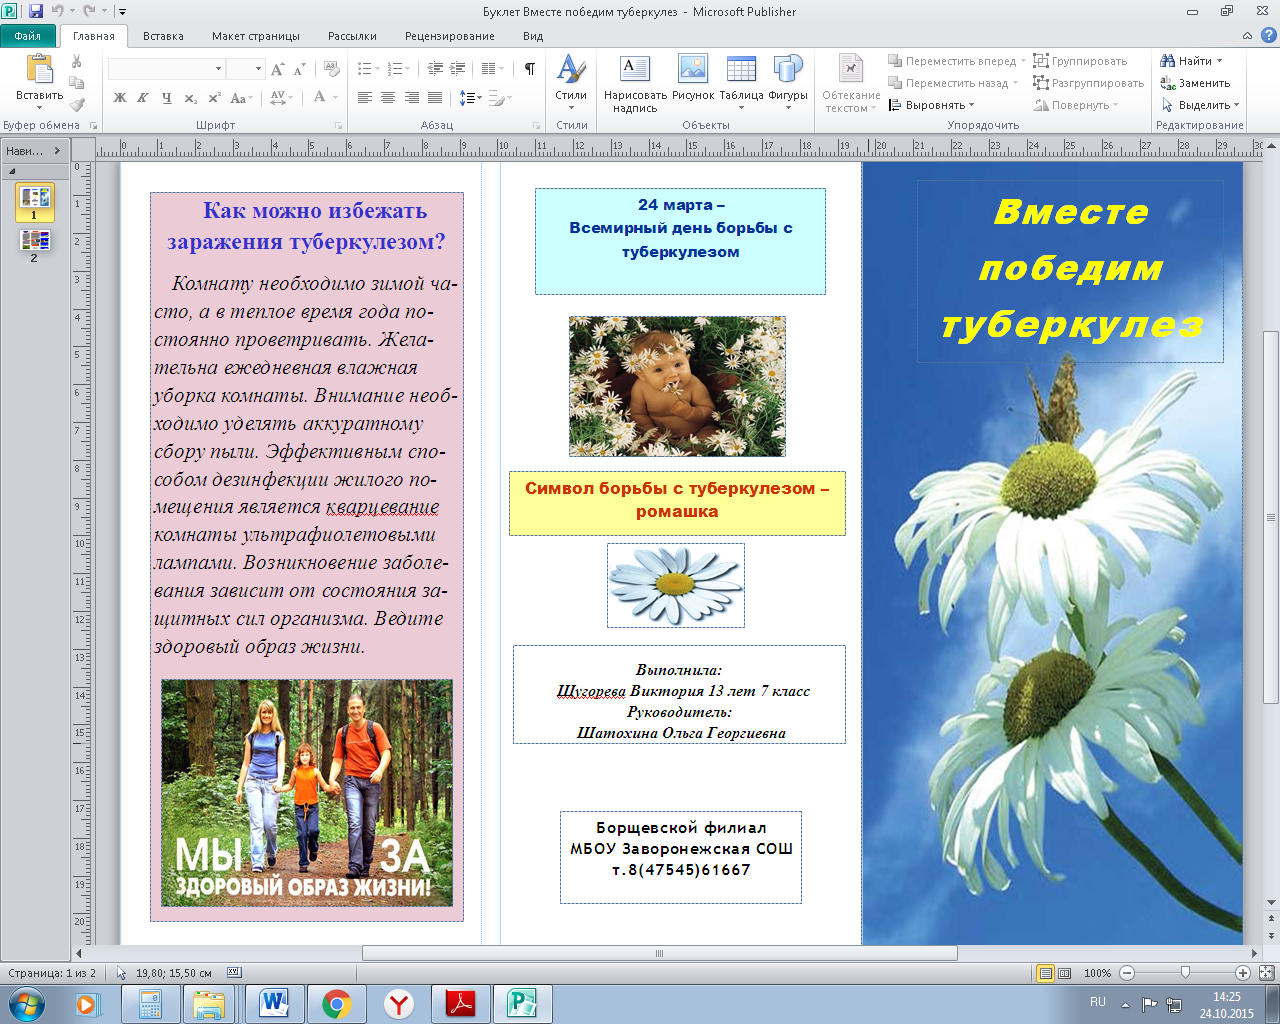 Буклет Вместе победим туберкулез - Microsoft Publisher
Файл
Главная
Вставка
Макет страницы
Рассылки
Рецензирование
Вид
Вставить
Буфер обмена
Ж К Ч
Шрифт
Абзац
Стили
Стили
Нарисовать надпись
Рисунок
Таблица
Фигуры
Объекты
Обтекание текстом
Переместить вперед
Переместить назад
Выровнять
Группировать
Разгруппировать
Повернуть
Упорядочить
Найти
Заменить
Выделить
Редактирование
Нави...
1
2
Как можно избежать
заражения туберкулезом?
Комнату необходимо зимой ча-
сто, а в теплое время года по-
стоянно проветривать. Жела-
тельна ежедневная влажная
уборка комнаты. Внимание необ-
ходимо уделять аккуратному
сбору пыли. Эффективным спо-
собом дезинфекции жилого по-
мещения является кварцевание
комнаты ультрафиолетовыми
лампами. Возникновение заболе-
вания зависит от состояния за-
щитных сил организма. Ведите
здоровый образ жизни.
МЫ ЗА
ЗДОРОВЫЙ ОБРАЗ ЖИЗНИ!
24 марта –
Всемирный день борьбы с
туберкулезом
Символ борьбы с туберкулезом –
ромашка
Выполнила:
Щугорева Виктория 13 лет 7 класс
Руководитель:
Шатохина Ольга Георгиевна
Борщевской филиал
МБОУ Заворонежская СОШ
т.8(47545)61667
Вместе
победим
туберкулез
Страница: 1 из 2
19,80; 15,50 см
100%
RU
14:25
24.10.2015